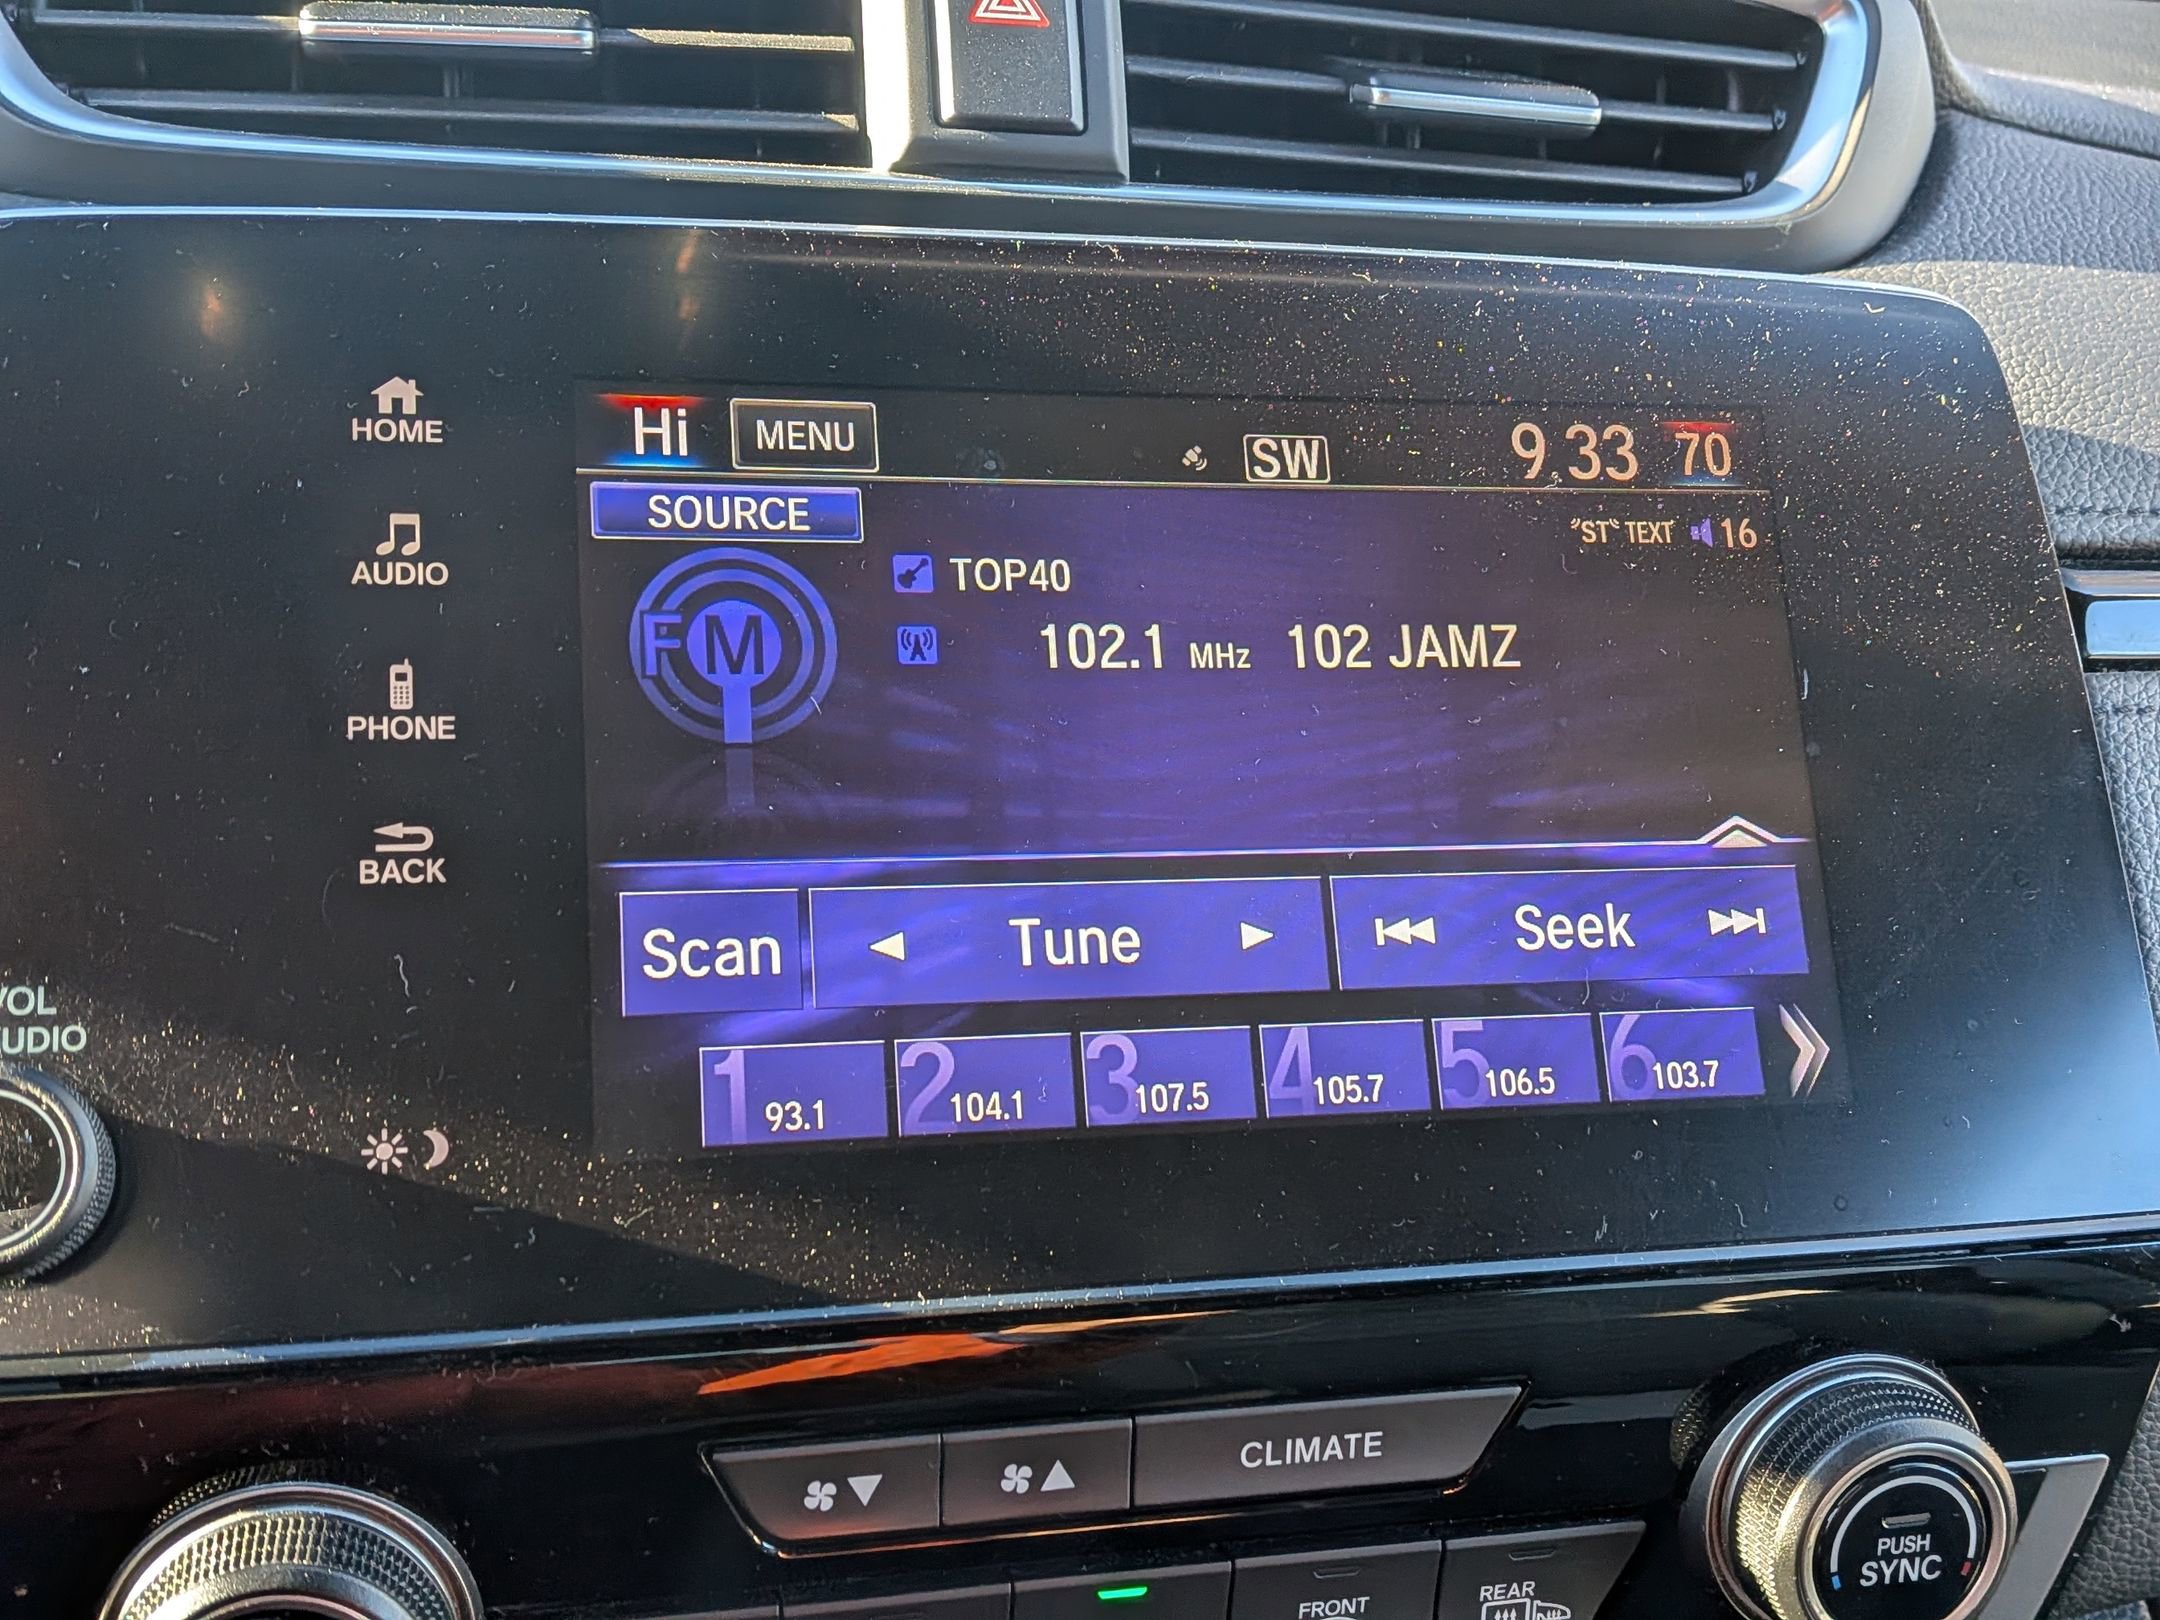 HOME
AUDIO
PHONE
BACK
VOL
AUDIO
Hi MENU SW 9 33 70
SOURCE
"ST" TEXT 16
FM
TOP40
102.1 MHz 102 JAMZ
Scan Tune Seek
1 93.1 2 104.1 3 107.5 4 105.7 5 106.5 6 103.7
CLIMATE
PUSH
SYNC
FRONT
REAR